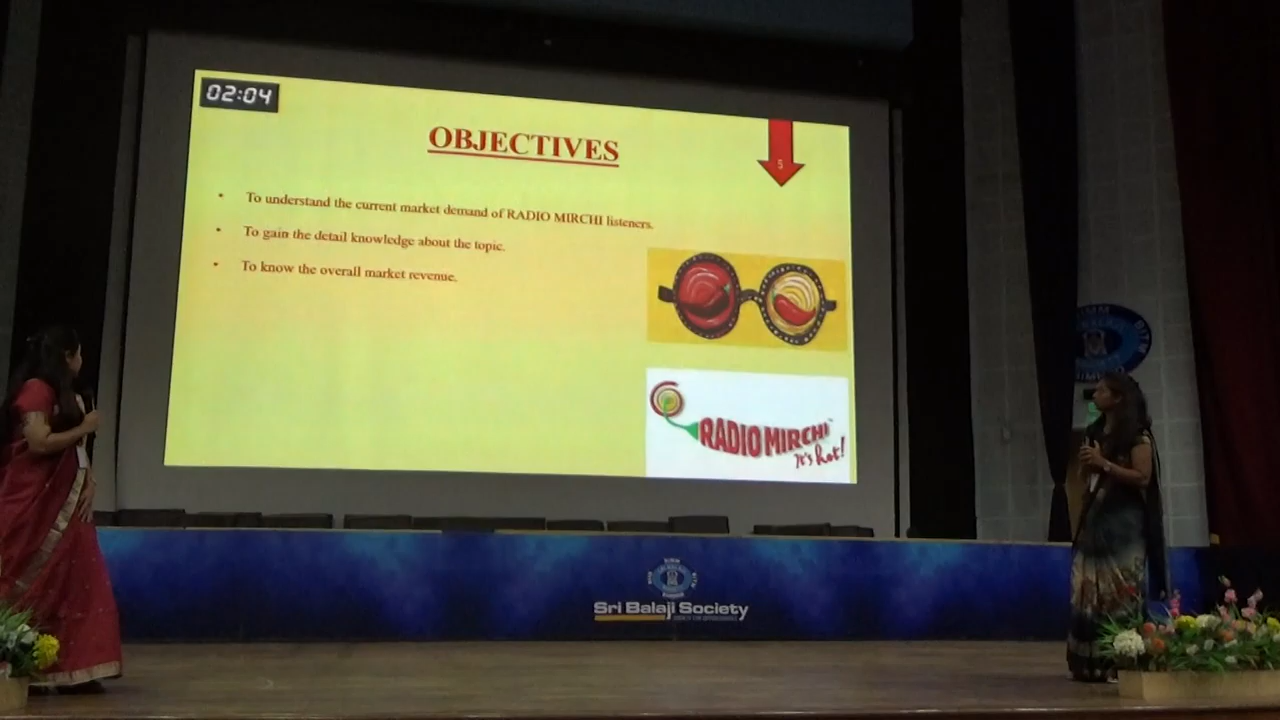 02:04
OBJECTIVES
5
• To understand the current market demand of RADIO MIRCHI listeners.
• To gain the detail knowledge about the topic.
• To know the overall market revenue.
RADIO MIRCHI™
It's hot!
Sri Balaji Society